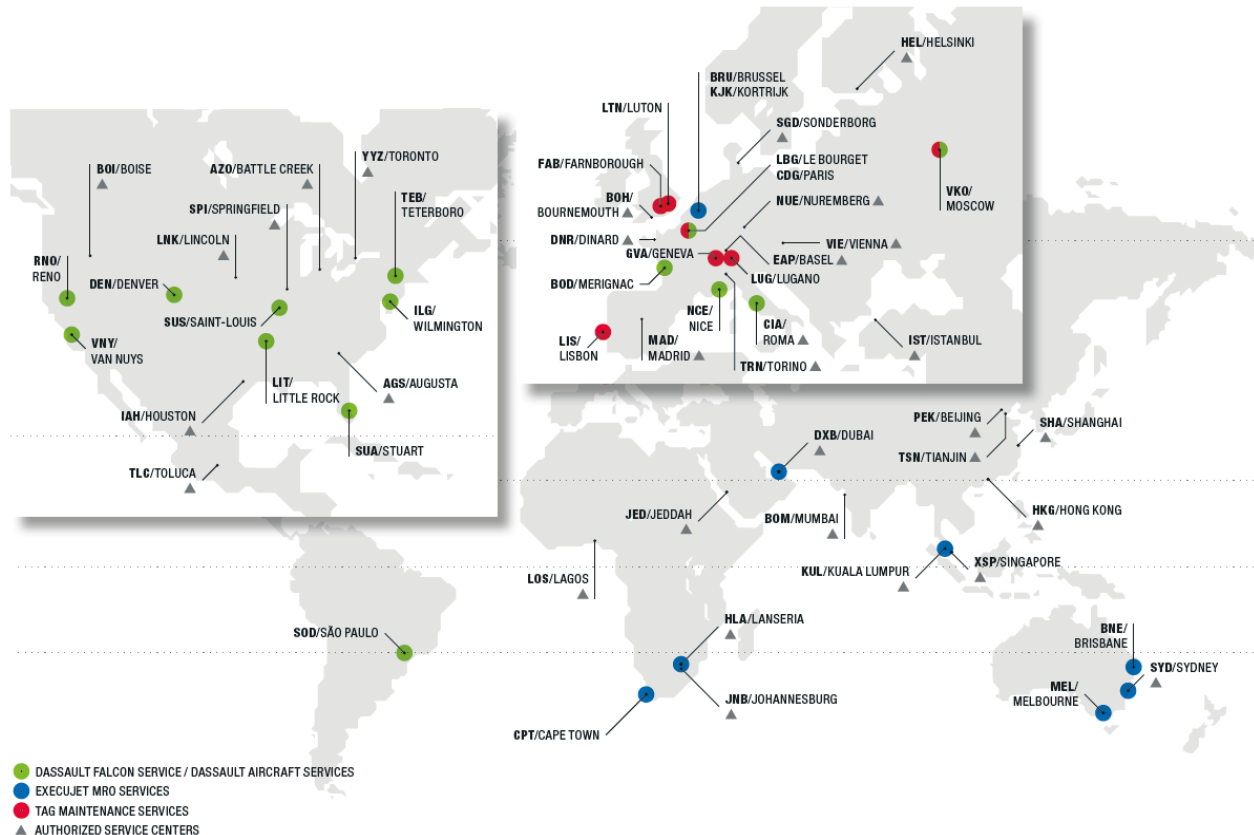 HEL/HELSINKI
BRU/BRUSSEL
KJK/KORTRIJK
LTN/LUTON
SGD/SONDERBORG
FAB/FARNBOROUGH
LBG/LE BOURGET
CDG/PARIS
VKO/
MOSCOW
BOH/
BOURNEMOUTH
NUE/NUREMBERG
DNR/DINARD
VIE/VIENNA
GVA/GENEVA
EAP/BASEL
LUG/LUGANO
BOD/MERIGNAC
NCE/
NICE
CIA/
ROMA
LIS/
LISBON
MAD/
MADRID
IST/ISTANBUL
TRN/TORINO
YYZ/TORONTO
BOI/BOISE
AZO/BATTLE CREEK
TEB/
TETERBORO
SPI/SPRINGFIELD
LNK/LINCOLN
RNO/
RENO
DEN/DENVER
SUS/SAINT-LOUIS
ILG/
WILMINGTON
VNY/
VAN NUYS
LIT/
LITTLE ROCK
AGS/AUGUSTA
IAH/HOUSTON
SUA/STUART
TLC/TOLUCA
PEK/BEIJING
SHA/SHANGHAI
DXB/DUBAI
TSN/TIANJIN
JED/JEDDAH
BOM/MUMBAI
HKG/HONG KONG
LOS/LAGOS
KUL/KUALA LUMPUR
XSP/SINGAPORE
HLA/LANSERIA
SOD/SÃO PAULO
BNE/
BRISBANE
SYD/SYDNEY
MEL/
MELBOURNE
JNB/JOHANNESBURG
CPT/CAPE TOWN
DASSAULT FALCON SERVICE / DASSAULT AIRCRAFT SERVICES
EXECUJET MRO SERVICES
TAG MAINTENANCE SERVICES
AUTHORIZED SERVICE CENTERS